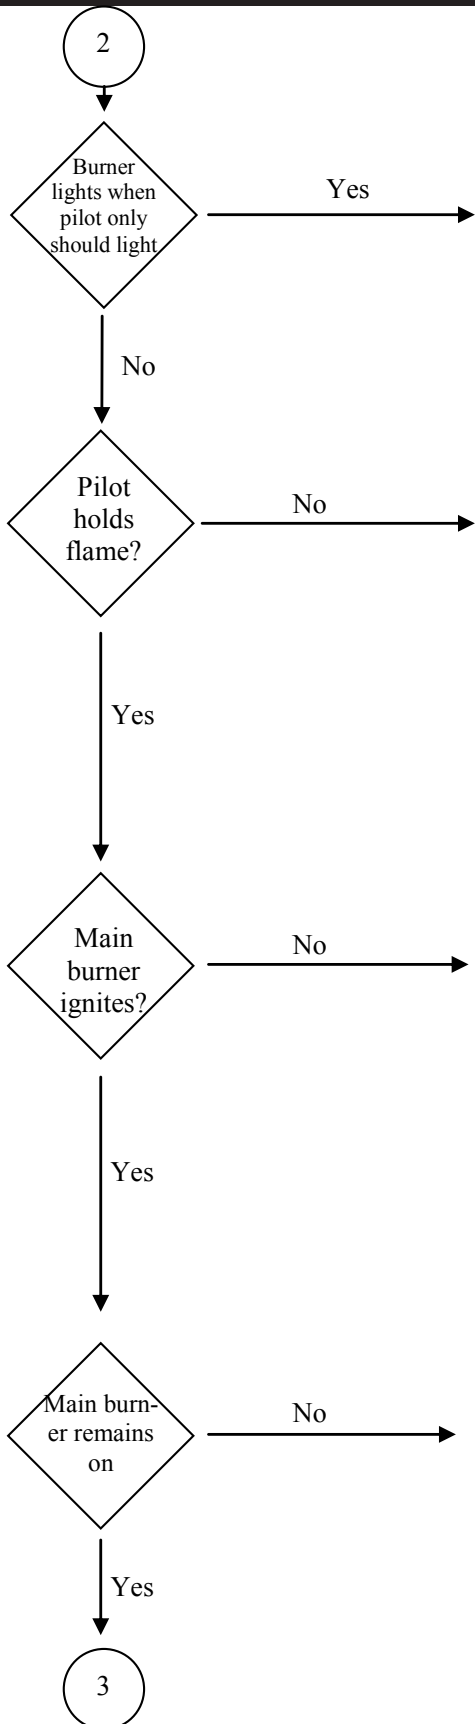 2
Burner
lights when
pilot only
should light
Yes
No
Pilot
holds
flame?
No
Yes
Main
burner
ignites?
No
Yes
Main burn-
er remains
on
No
Yes
3